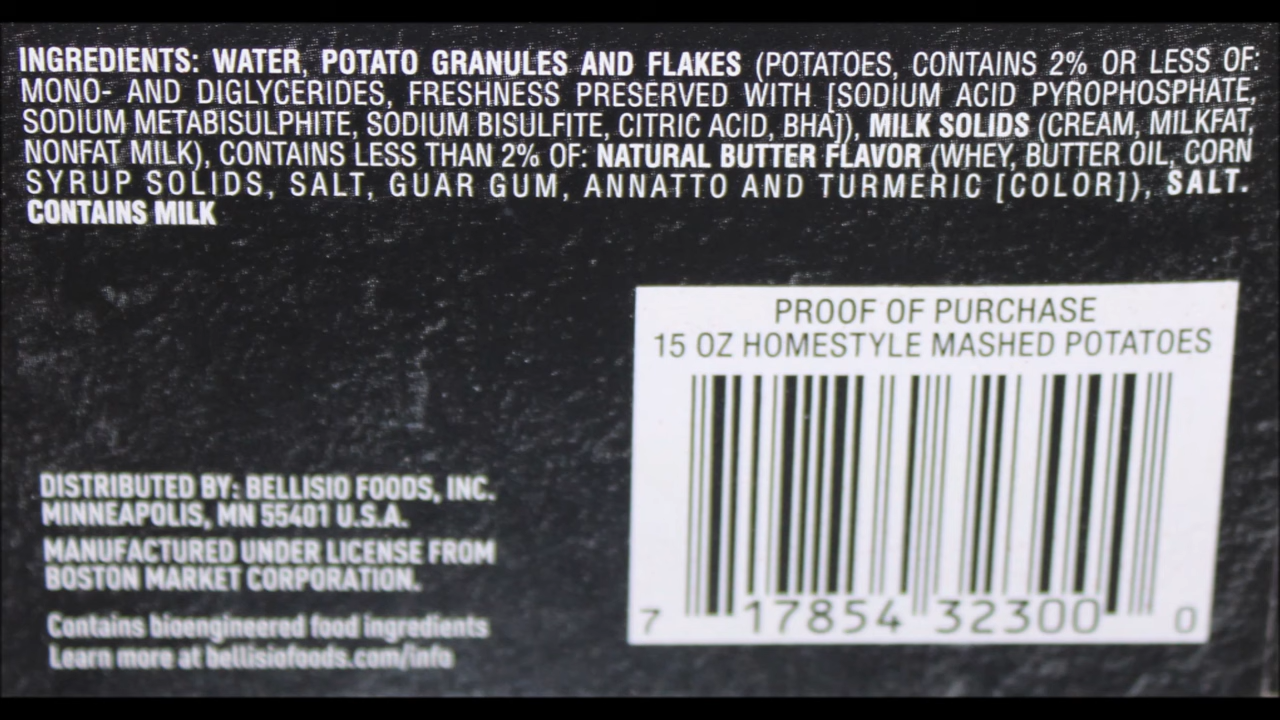 INGREDIENTS: WATER, POTATO GRANULES AND FLAKES (POTATOES, CONTAINS 2% OR LESS OF:
MONO- AND DIGLYCERIDES, FRESHNESS PRESERVED WITH [SODIUM ACID PYROPHOSPHATE,
SODIUM METABISULPHITE, SODIUM BISULFITE, CITRIC ACID, BHA]), MILK SOLIDS (CREAM, MILKFAT,
NONFAT MILK), CONTAINS LESS THAN 2% OF: NATURAL BUTTER FLAVOR (WHEY, BUTTER OIL, CORN
SYRUP SOLIDS, SALT, GUAR GUM, ANNATTO AND TURMERIC [COLOR]), SALT.
CONTAINS MILK
PROOF OF PURCHASE
15 OZ HOMESTYLE MASHED POTATOES
7 17854 32300 0
DISTRIBUTED BY: BELLISIO FOODS, INC.
MINNEAPOLIS, MN 55401 U.S.A.
MANUFACTURED UNDER LICENSE FROM
BOSTON MARKET CORPORATION.
Contains bioengineered food ingredients
Learn more at bellisiofoods.com/info